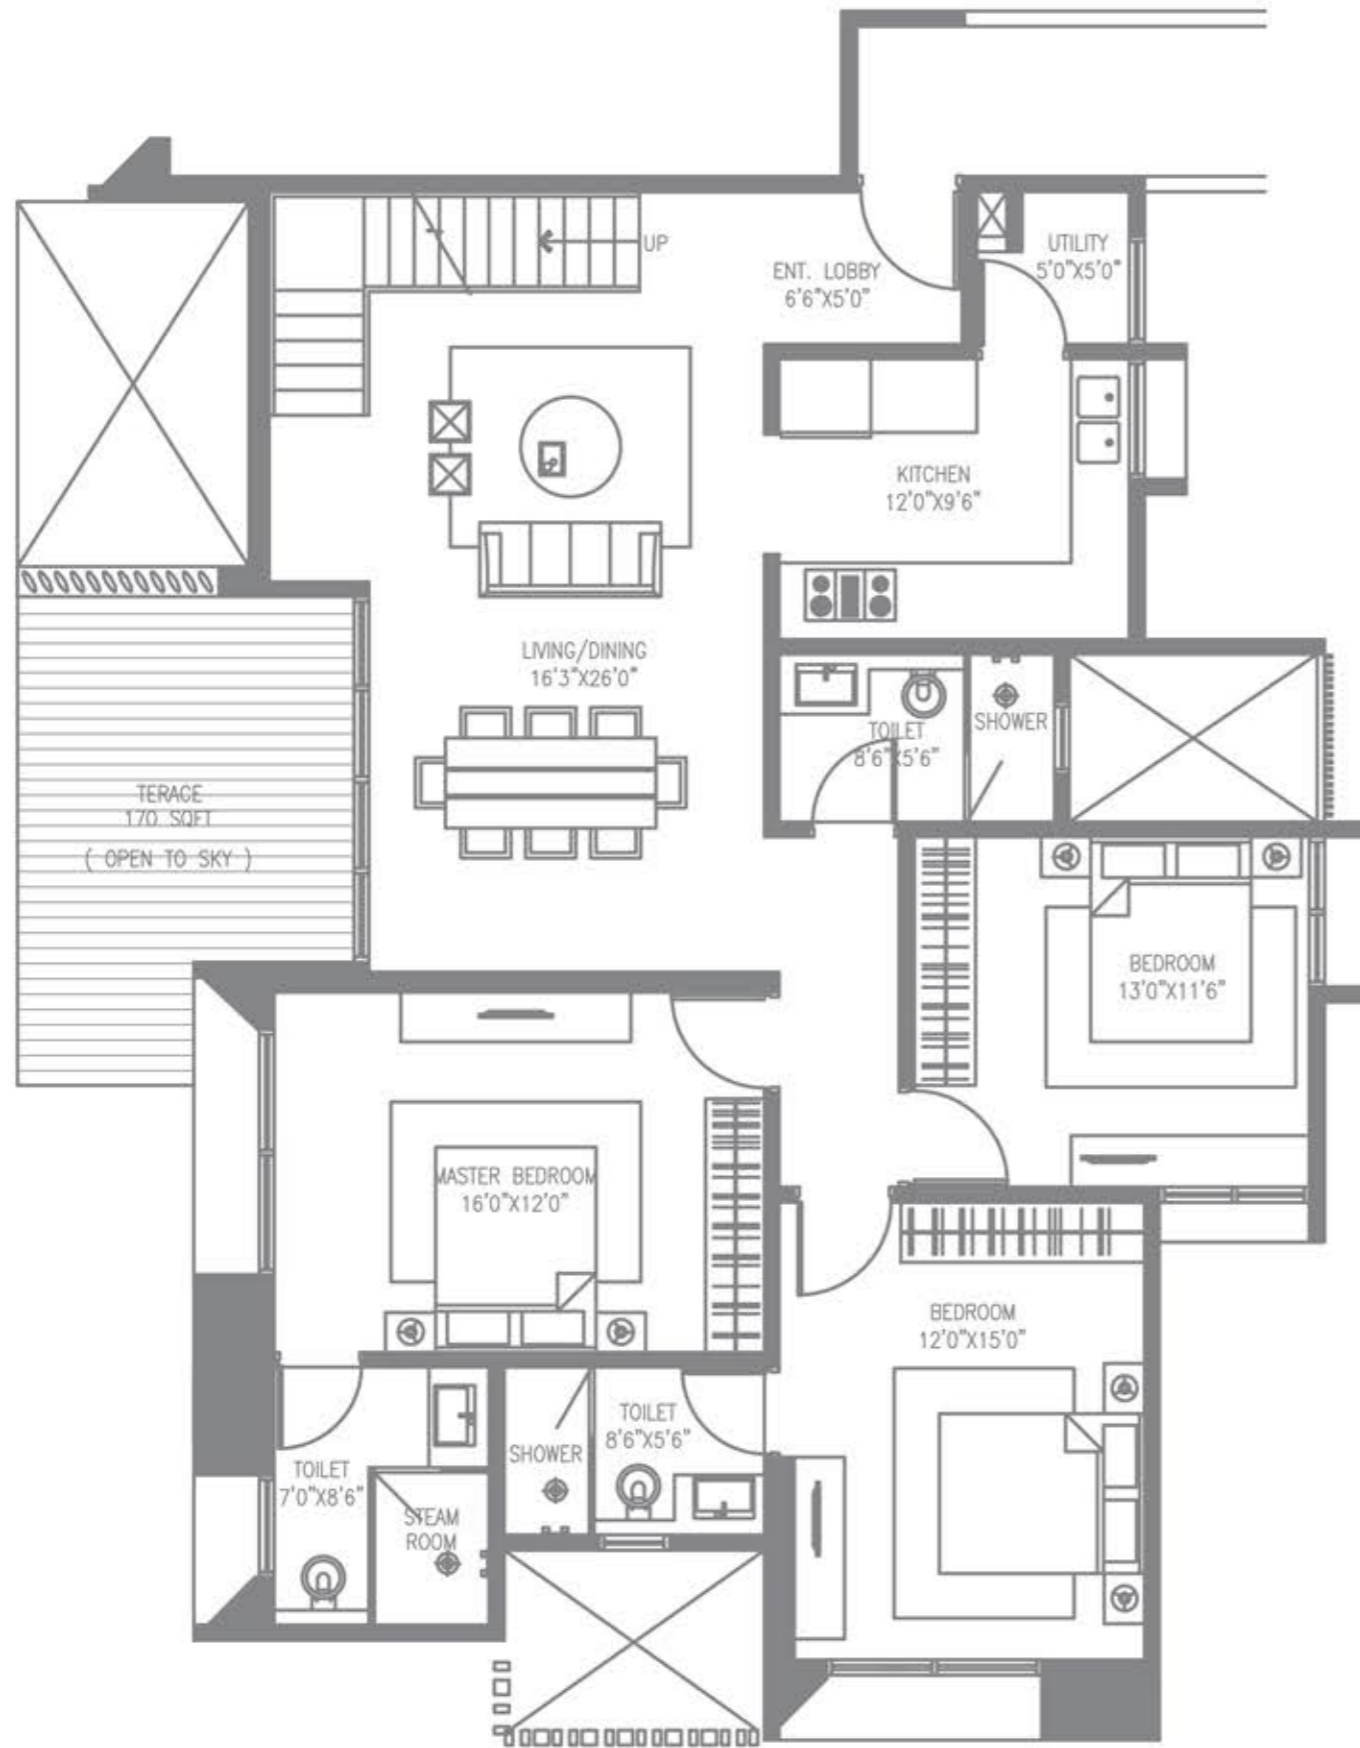 UP
ENT. LOBBY
6'6"X5'0"
UTILITY
5'0"X5'0"
KITCHEN
12'0"X9'6"
LIVING/DINING
16'3"X26'0"
TOILET
8'6"X5'6"
SHOWER
TERACE
170 SQFT
( OPEN TO SKY )
BEDROOM
13'0"X11'6"
MASTER BEDROOM
16'0"X12'0"
BEDROOM
12'0"X15'0"
TOILET
8'6"X5'6"
SHOWER
TOILET
7'0"X8'6"
STEAM
ROOM